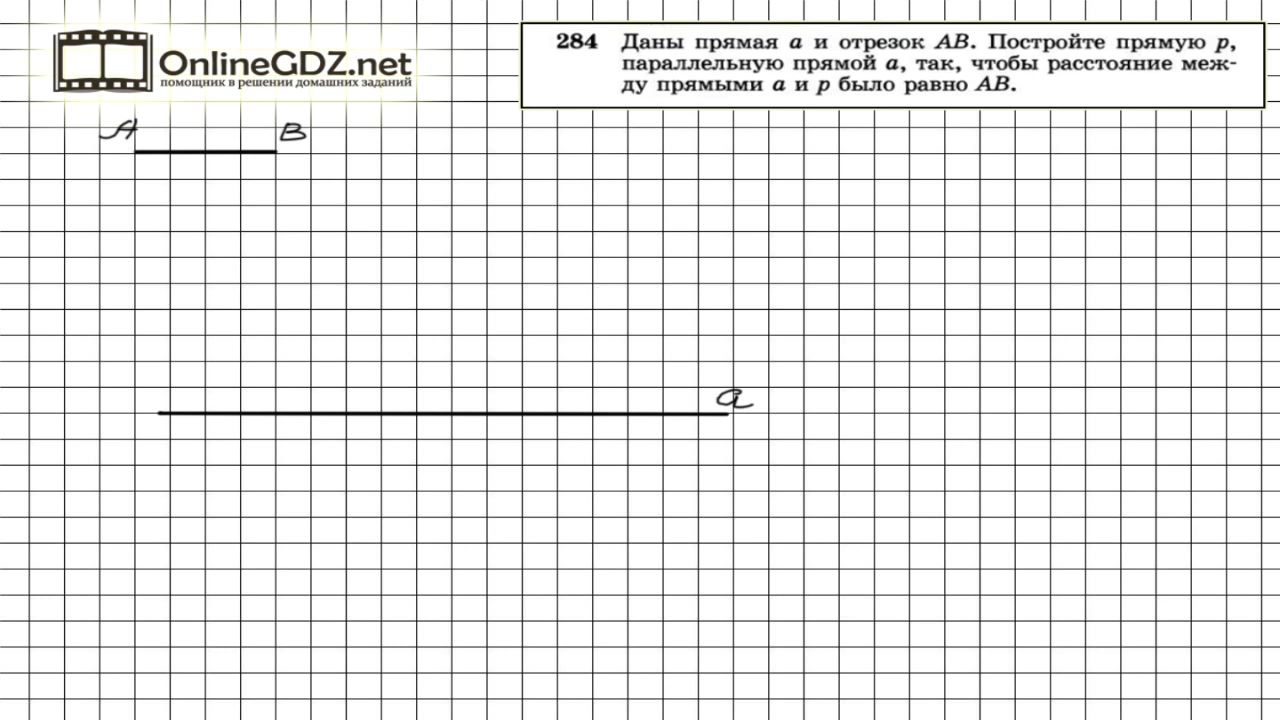 OnlineGDZ.net
помощник в решении домашних заданий
284 Даны прямая a и отрезок AB. Постройте прямую p,
параллельную прямой a, так, чтобы расстояние меж-
ду прямыми a и p было равно AB.
A B
a